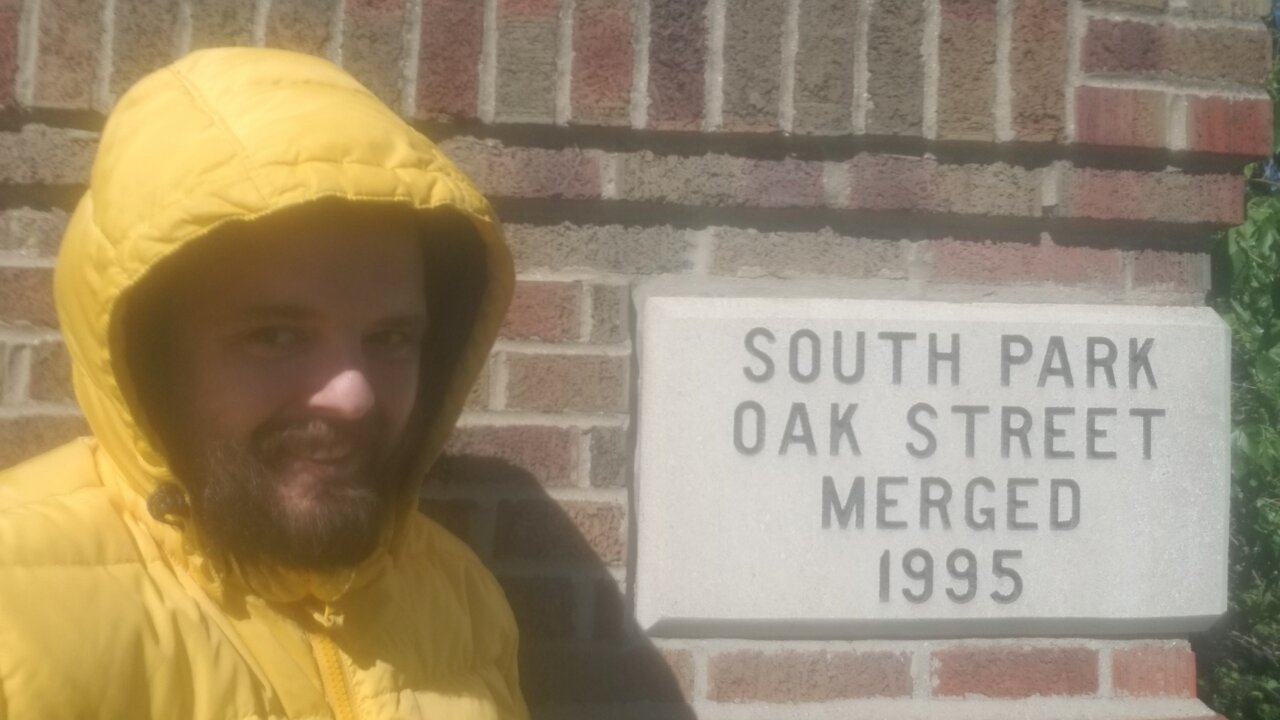 SOUTH PARK
OAK STREET
MERGED
1995